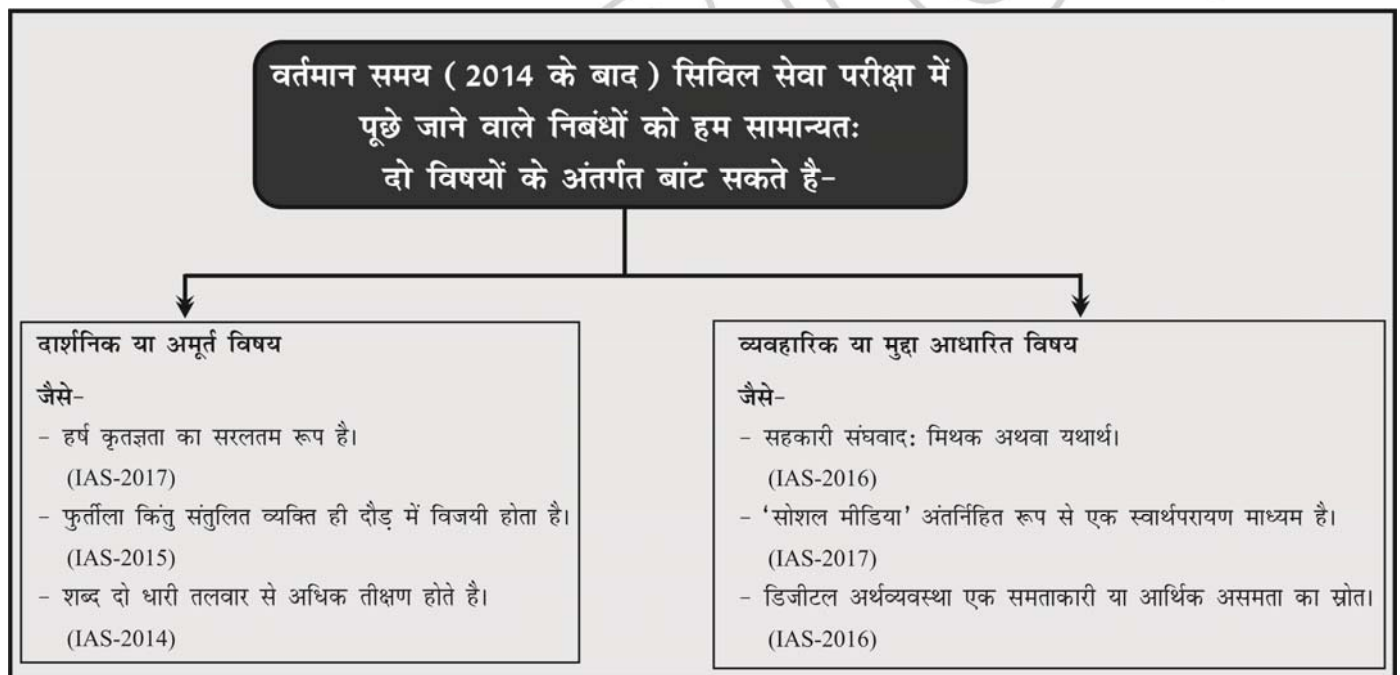 वर्तमान समय ( 2014 के बाद ) सिविल सेवा परीक्षा में
पूछे जाने वाले निबंधों को हम सामान्यतः
दो विषयों के अंतर्गत बांट सकते है-
दार्शनिक या अमूर्त विषय
जैसे-
- हर्ष कृतज्ञता का सरलतम रूप है।
(IAS-2017)
- फुर्तीला किंतु संतुलित व्यक्ति ही दौड़ में विजयी होता है।
(IAS-2015)
- शब्द दो धारी तलवार से अधिक तीक्षण होते है।
(IAS-2014)
व्यवहारिक या मुद्दा आधारित विषय
जैसे-
- सहकारी संघवाद: मिथक अथवा यथार्थ।
(IAS-2016)
- ‘सोशल मीडिया’ अंतर्निहित रूप से एक स्वार्थपरायण माध्यम है।
(IAS-2017)
- डिजीटल अर्थव्यवस्था एक समताकारी या आर्थिक असमता का स्रोत।
(IAS-2016)